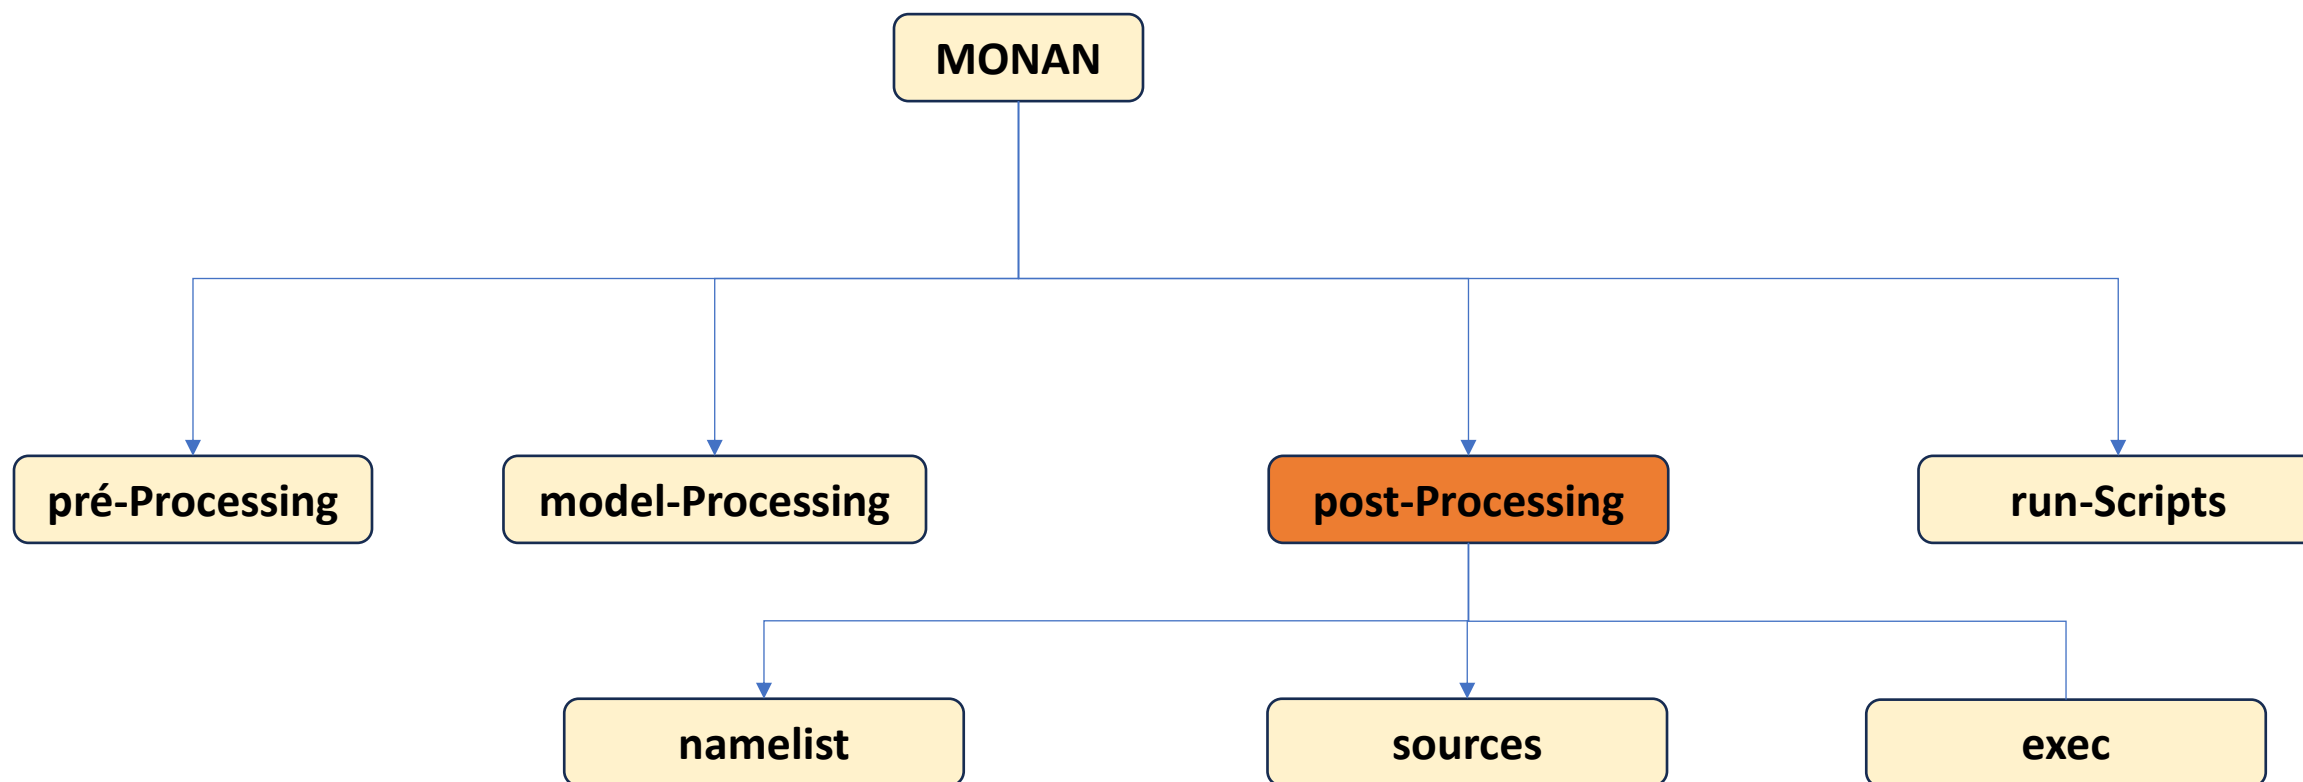 MONAN
pré-Processing
model-Processing
post-Processing
run-Scripts
namelist
sources
exec